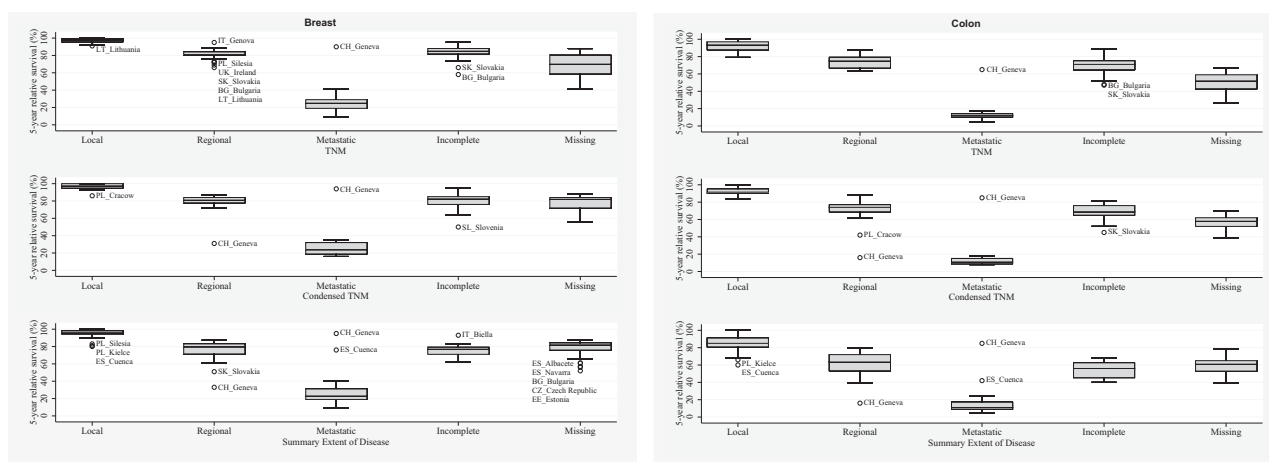 Breast
5-year relative survival (%)
0 20 40 60 80 100
LT_Lithuania
IT_Genova
PL_Silesia
UK_Ireland
SK_Slovakia
BG_Bulgaria
LT_Lithuania
CH_Geneva
SK_Slovakia
BG_Bulgaria
Local Regional Metastatic Incomplete Missing
TNM
5-year relative survival (%)
0 20 40 60 80 100
PL_Cracow
CH_Geneva
CH_Geneva
SL_Slovenia
Local Regional Metastatic Incomplete Missing
Condensed TNM
5-year relative survival (%)
0 20 40 60 80 100
PL_Silesia
PL_Kielce
ES_Cuenca
SK_Slovakia
CH_Geneva
CH_Geneva
ES_Cuenca
IT_Biella
ES_Albacete
ES_Navarra
BG_Bulgaria
CZ_Czech Republic
EE_Estonia
Local Regional Metastatic Incomplete Missing
Summary Extent of Disease
Colon
5-year relative survival (%)
0 20 40 60 80 100
CH_Geneva
BG_Bulgaria
SK_Slovakia
Local Regional Metastatic Incomplete Missing
TNM
5-year relative survival (%)
0 20 40 60 80 100
PL_Cracow
CH_Geneva
CH_Geneva
SK_Slovakia
Local Regional Metastatic Incomplete Missing
Condensed TNM
5-year relative survival (%)
0 20 40 60 80 100
PL_Kielce
ES_Cuenca
CH_Geneva
CH_Geneva
ES_Cuenca
Local Regional Metastatic Incomplete Missing
Summary Extent of Disease